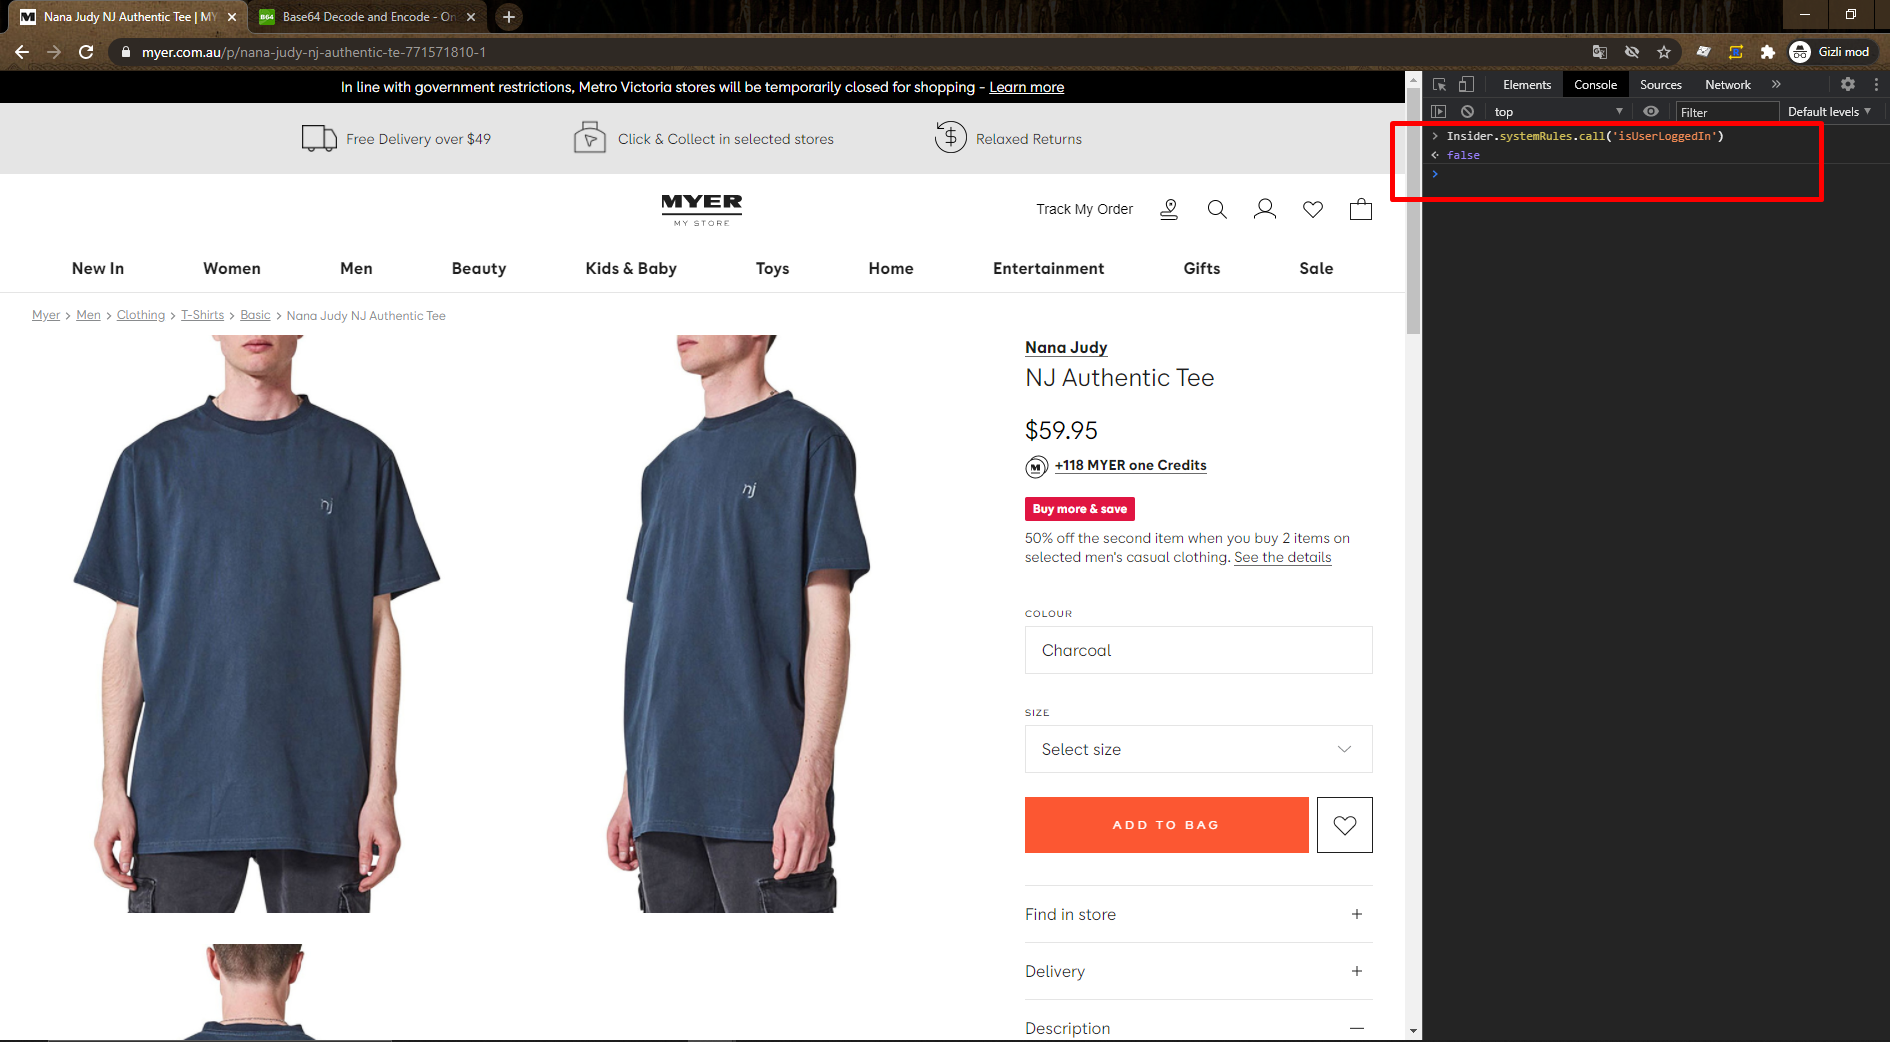 Nana Judy NJ Authentic Tee | MY
B64 Base64 Decode and Encode - On
myer.com.au/p/nana-judy-nj-authentic-te-771571810-1
Gizli mod
In line with government restrictions, Metro Victoria stores will be temporarily closed for shopping - Learn more
Free Delivery over $49
Click & Collect in selected stores
Relaxed Returns
MYER
MY STORE
Track My Order
New In
Women
Men
Beauty
Kids & Baby
Toys
Home
Entertainment
Gifts
Sale
Myer > Men > Clothing > T-Shirts > Basic > Nana Judy NJ Authentic Tee
nj
nj
Nana Judy
NJ Authentic Tee
$59.95
M +118 MYER one Credits
Buy more & save
50% off the second item when you buy 2 items on
selected men's casual clothing. See the details
COLOUR
Charcoal
SIZE
Select size
ADD TO BAG
Find in store +
Delivery +
Description —
Elements
Console
Sources
Network
»
top
Filter
Default levels
> Insider.systemRules.call('isUserLoggedIn')
false
>